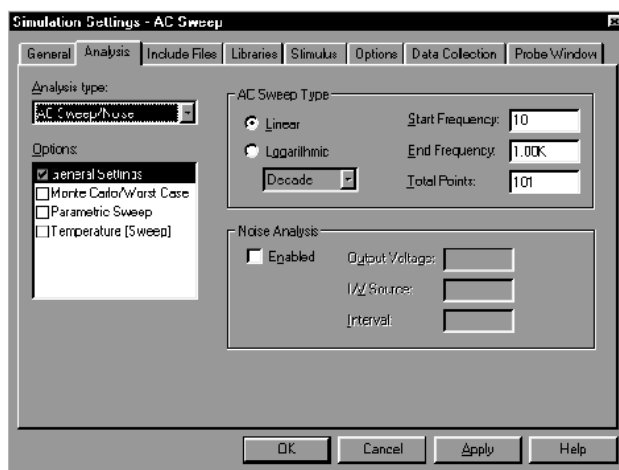 Simulation Settings - AC Sweep
General Analysis Include Files Libraries Stimulus Options Data Collection Probe Window
Analysis type:
AC Sweep/Noise
Options:
General Settings
Monte Carlo/Worst Case
Parametric Sweep
Temperature (Sweep)
AC Sweep Type
Linear
Logarithmic
Decade
Start Frequency: 10
End Frequency: 1.00K
Total Points: 101
Noise Analysis
Enabled
Output Voltage:
I/V Source:
Interval:
OK Cancel Apply Help